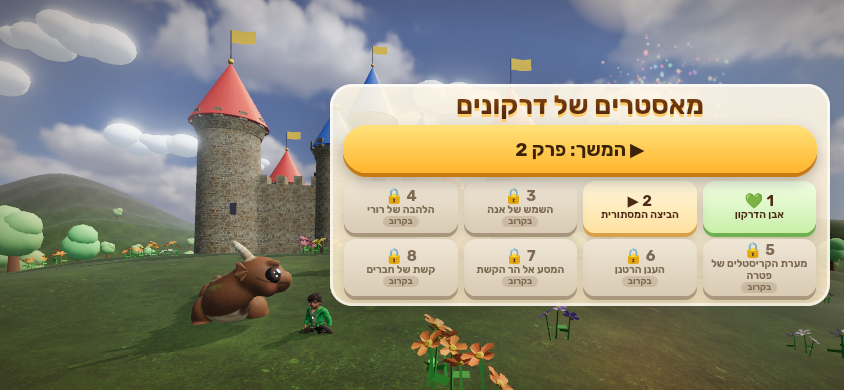 מאסטרים של דרקונים
▶ המשך: פרק 2
1 💚
אבן הדרקון
2 ▶
הביצה המסתורית
3 🔒
השמש של אנה
בקרוב
4 🔒
הלהבה של רורי
בקרוב
5 🔒
מערת הקריסטלים של
פטרה
בקרוב
6 🔒
הענן הרטנן
בקרוב
7 🔒
המסע אל הר הקשת
בקרוב
8 🔒
קשת של חברים
בקרוב